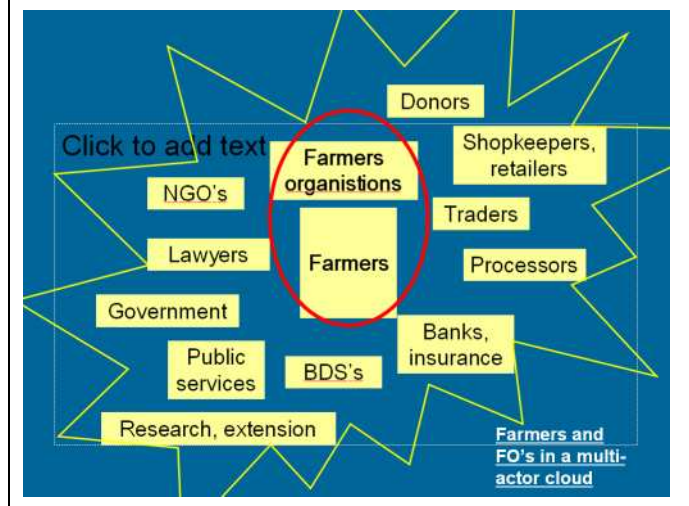 Donors
Click to add text
Farmers
organistions
Shopkeepers,
retailers
NGO's
Traders
Lawyers
Farmers
Processors
Government
Banks,
insurance
Public
services
BDS's
Research, extension
Farmers and
FO's in a multi-
actor cloud